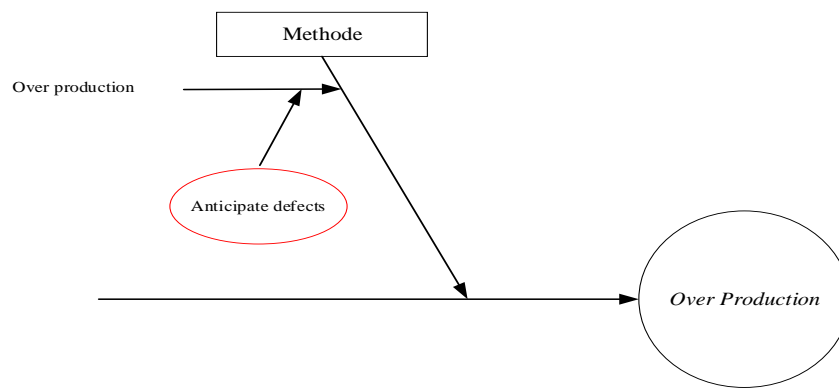 Methode
Over production
Anticipate defects
Over Production